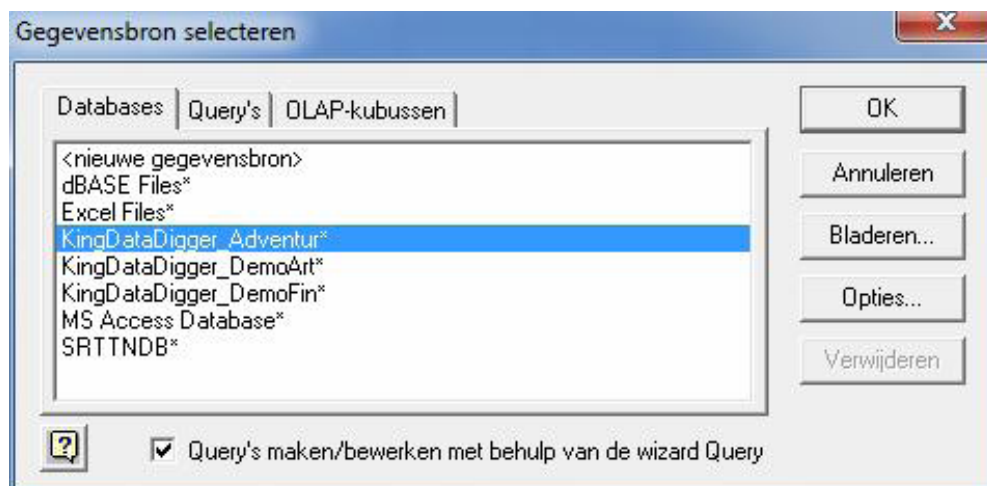 Gegevensbron selecteren
Databases Query's OLAP-kubussen
<nieuwe gegevensbron>
dBASE Files*
Excel Files*
KingDataDigger_Adventur*
KingDataDigger_DemoArt*
KingDataDigger_DemoFin*
MS Access Database*
SRTTNDB*
OK
Annuleren
Bladeren...
Opties...
Verwijderen
Query's maken/bewerken met behulp van de wizard Query